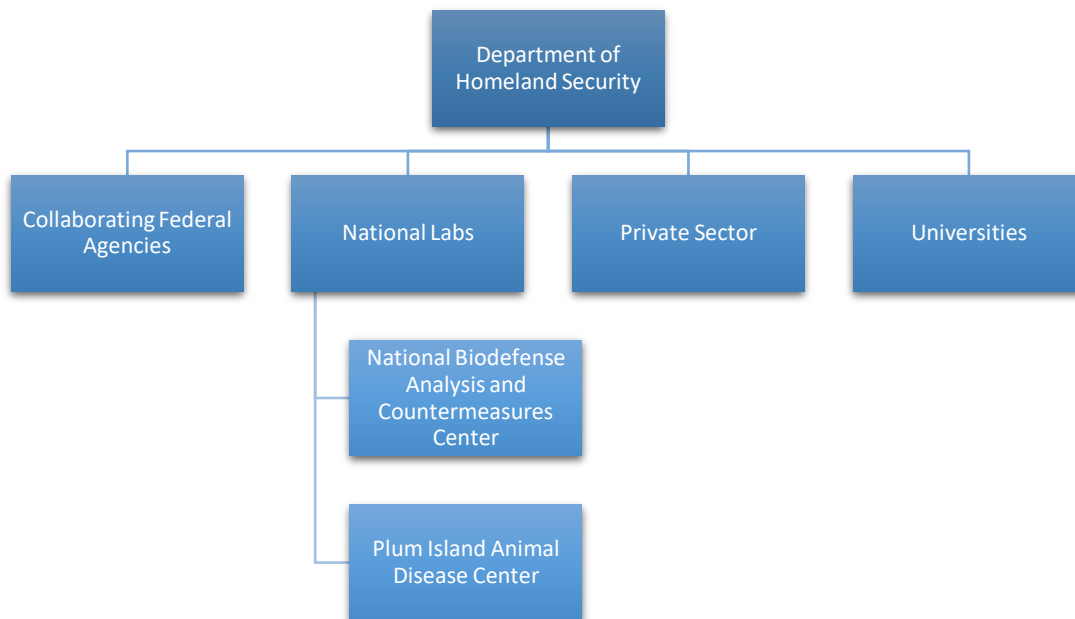 Department of
Homeland Security
Collaborating Federal
Agencies
National Labs
Private Sector
Universities
National Biodefense
Analysis and
Countermeasures
Center
Plum Island Animal
Disease Center